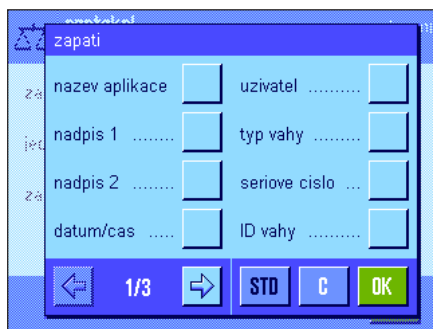 protokol
zapati
nazev aplikace
uzivatel ..........
nadpis 1 .......
typ vahy ........
nadpis 2 .......
seriove cislo ...
datum/cas .....
ID vahy ..........
1/3
STD
C
OK